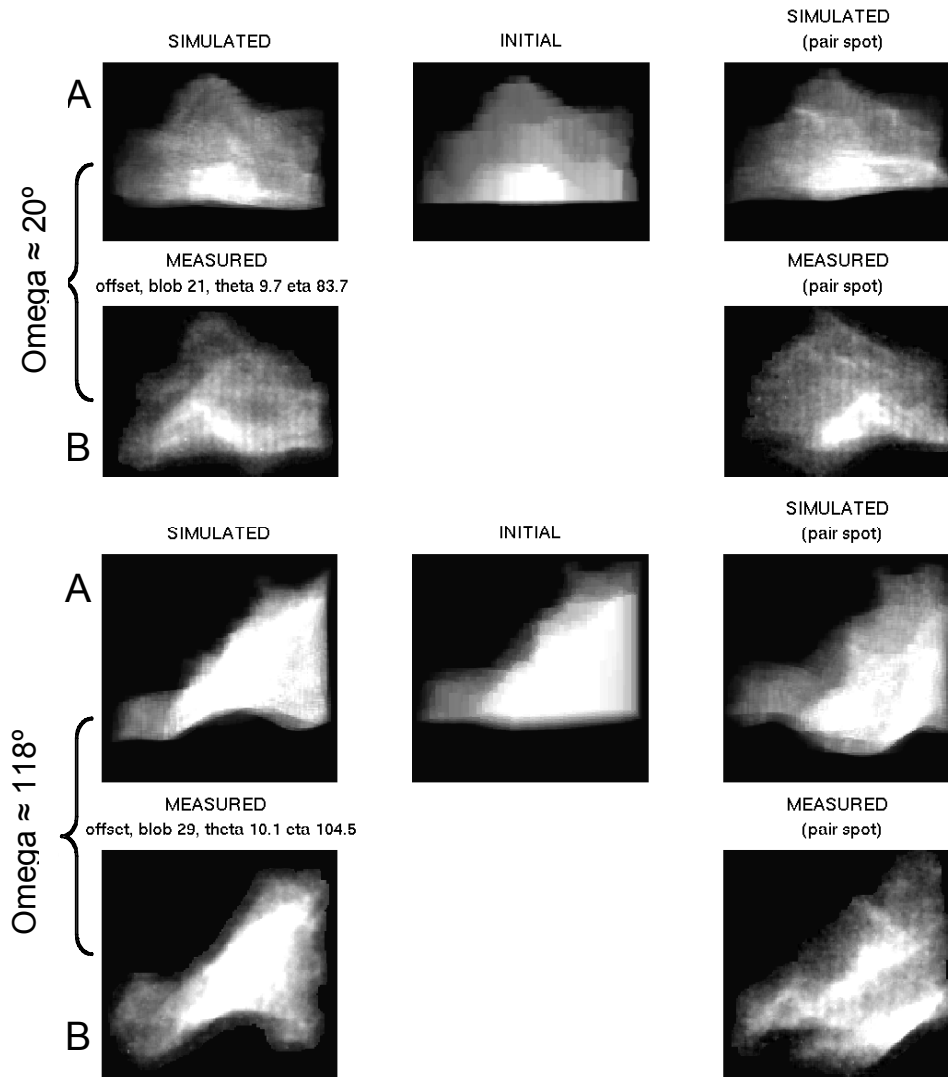 SIMULATED
INITIAL
SIMULATED
(pair spot)
A
Omega ≈ 20º
MEASURED
offset, blob 21, theta 9.7 eta 83.7
MEASURED
(pair spot)
B
SIMULATED
INITIAL
SIMULATED
(pair spot)
A
Omega ≈ 118º
MEASURED
offset, blob 29, theta 10.1 eta 104.5
MEASURED
(pair spot)
B